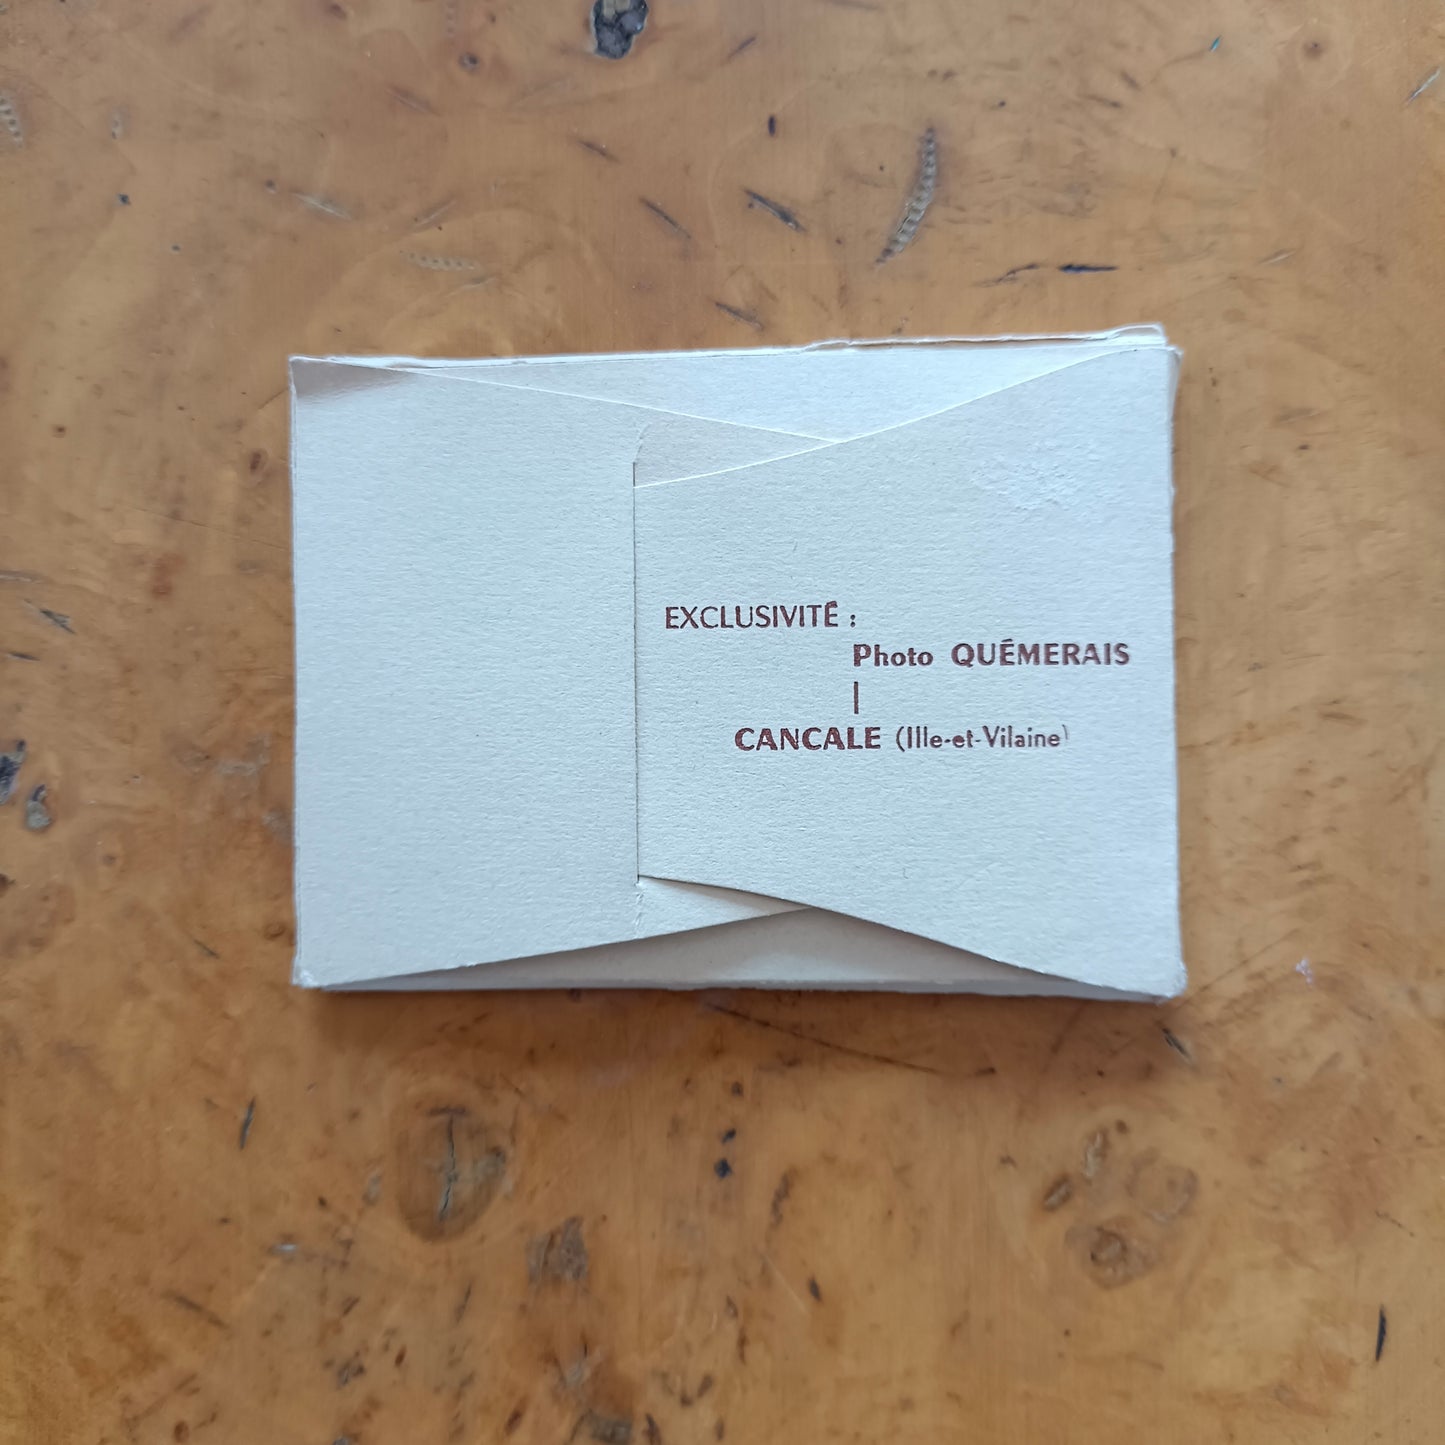 EXCLUSIVITÉ :
Photo QUÉMERAIS
CANCALE (Ille-et-Vilaine)